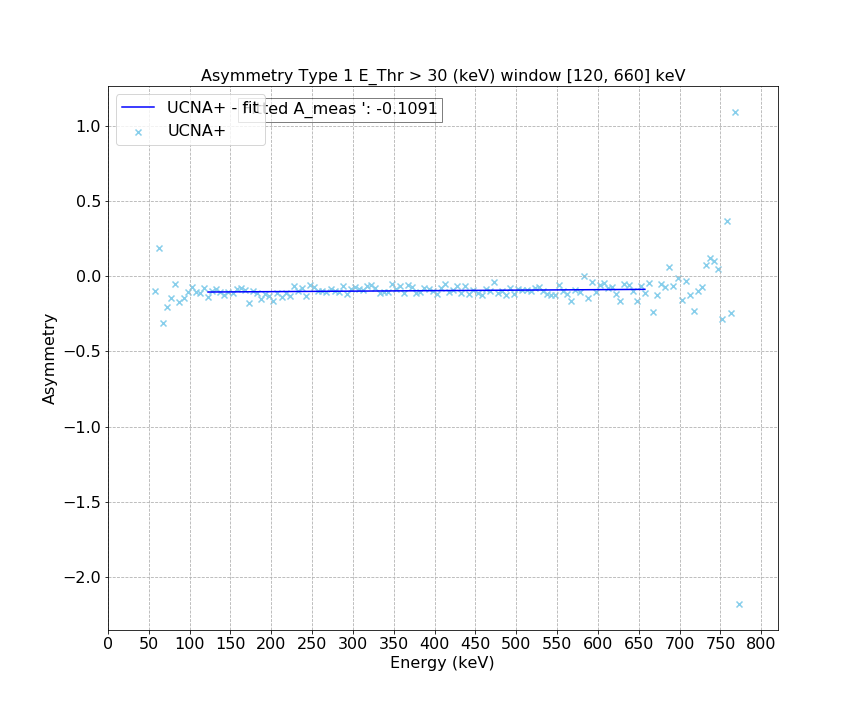 Asymmetry Type 1 E_Thr > 30 (keV) window [120, 660] keV
UCNA+ - fit
tted A_meas ': -0.1091
UCNA+
1.0
0.5
0.0
−0.5
−1.0
−1.5
−2.0
Asymmetry
0 50 100 150 200 250 300 350 400 450 500 550 600 650 700 750 800
Energy (keV)